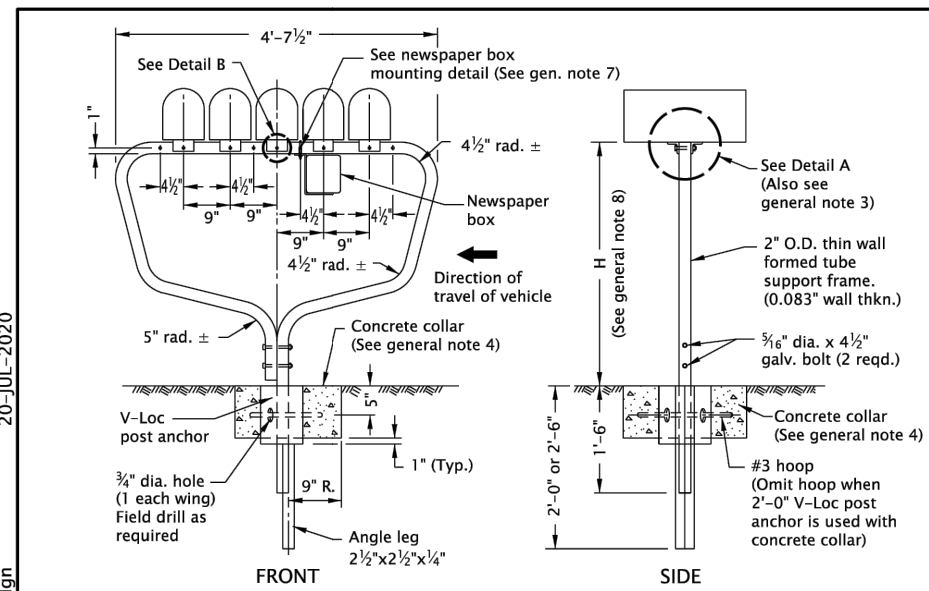 4'-7½"
See Detail B
See newspaper box
mounting detail (See gen. note 7)
1"
4½" rad. ±
4½"
4½"
9"
9"
4½"
4½"
9"
9"
Newspaper
box
4½" rad. ±
Direction of
travel of vehicle
5" rad. ±
Concrete collar
(See general note 4)
V-Loc
post anchor
5"
¾" dia. hole
(1 each wing)
Field drill as
required
1" (Typ.)
9" R.
Angle leg
2½"x2½"x¼"
FRONT
See Detail A
(Also see
general note 3)
H
(See general note 8)
2" O.D. thin wall
formed tube
support frame.
(0.083" wall thkn.)
5⁄16" dia. x 4½"
galv. bolt (2 reqd.)
2'-0" or 2'-6"
1'-6"
Concrete collar
(See general note 4)
#3 hoop
(Omit hoop when
2'-0" V-Loc post
anchor is used with
concrete collar)
SIDE
20-JUL-2020